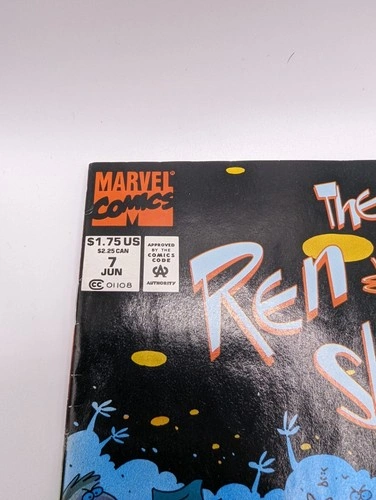 MARVEL
COMICS
$1.75 US
$2.25 CAN
7
JUN
CC 01108
APPROVED
BY THE
COMICS
CODE
CA
AUTHORITY
The
Ren